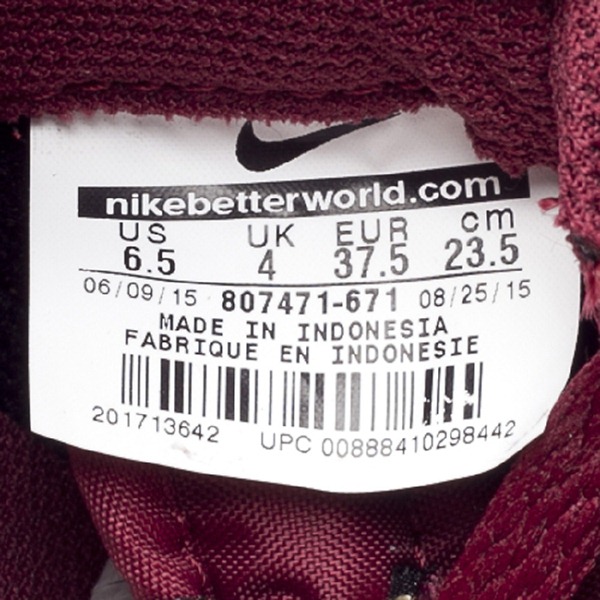 nikebetterworld.com
US UK EUR cm
6.5 4 37.5 23.5
06/09/15 807471-671 08/25/15
MADE IN INDONESIA
FABRIQUE EN INDONESIE
201713642 UPC 00888410298442